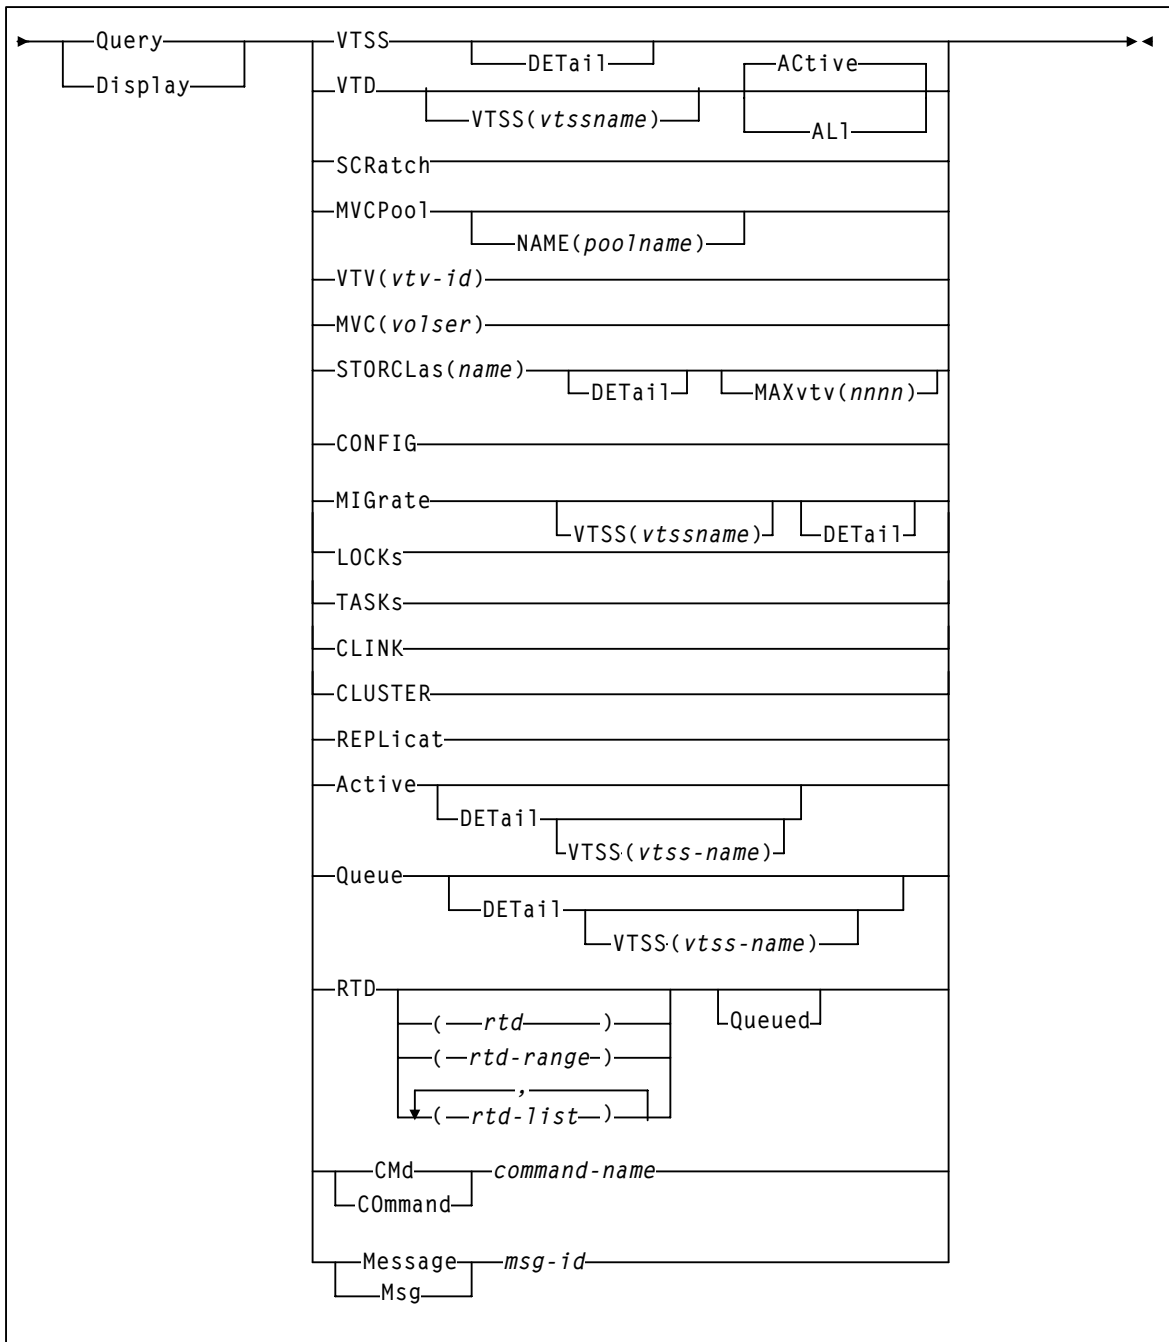 Query
Display
VTSS
DETail
VTD
VTSS(vtssname)
ACtive
ALl
SCRatch
MVCPool
NAME(poolname)
VTV(vtv-id)
MVC(volser)
STORCLas(name)
DETail
MAXvtv(nnnn)
CONFIG
MIGrate
VTSS(vtssname)
DETail
LOCKs
TASKs
CLINK
CLUSTER
REPLicat
Active
DETail
VTSS(vtss-name)
Queue
DETail
VTSS(vtss-name)
RTD
(rtd)
Queued
(rtd-range)
,
(rtd-list)
CMd
COmmand
command-name
Message
Msg
msg-id